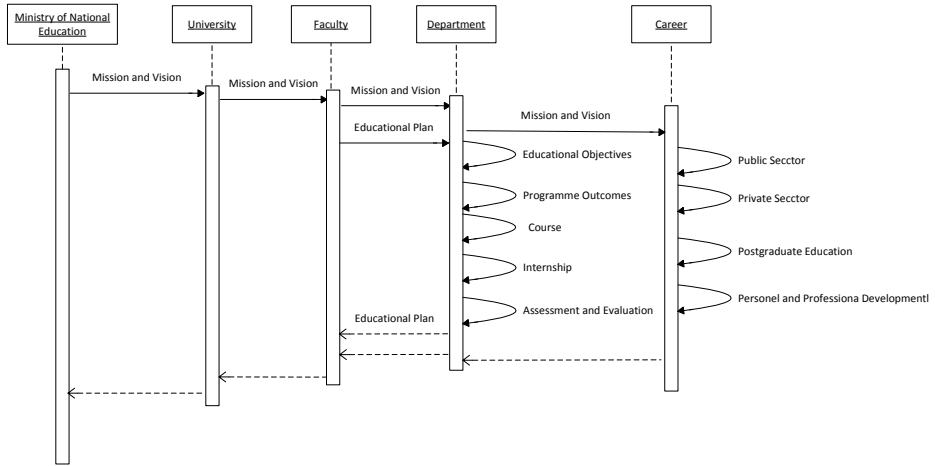 Ministry of National
Education
University
Faculty
Department
Career
Mission and Vision
Mission and Vision
Mission and Vision
Mission and Vision
Educational Plan
Educational Objectives
Public Secctor
Programme Outcomes
Private Secctor
Course
Postgraduate Education
Internship
Personel and Professiona Developmentl
Assessment and Evaluation
Educational Plan